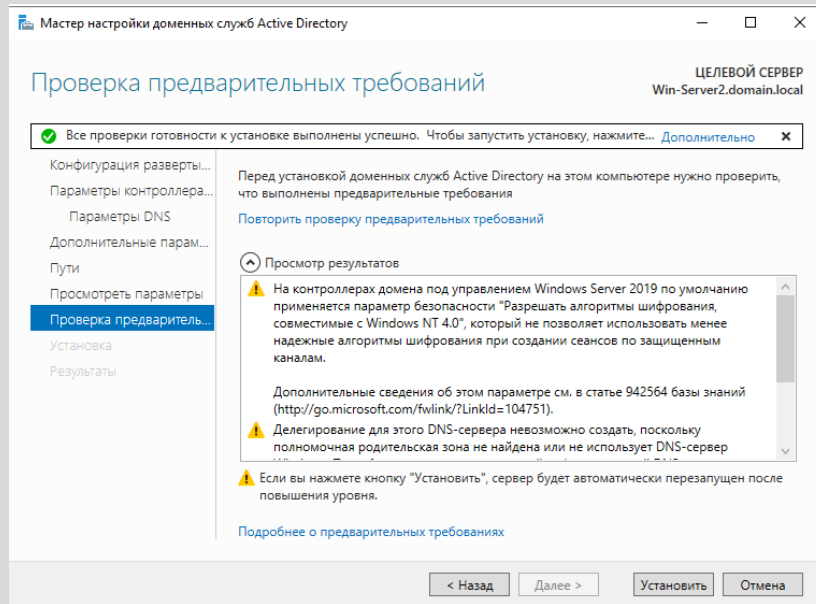 Мастер настройки доменных служб Active Directory
Проверка предварительных требований
ЦЕЛЕВОЙ СЕРВЕР
Win-Server2.domain.local
Все проверки готовности к установке выполнены успешно. Чтобы запустить установку, нажмите... Дополнительно
Конфигурация разверты...
Параметры контроллера...
Параметры DNS
Дополнительные парам...
Пути
Просмотреть параметры
Проверка предваритель...
Установка
Результаты
Перед установкой доменных служб Active Directory на этом компьютере нужно проверить,
что выполнены предварительные требования
Повторить проверку предварительных требований
Просмотр результатов
На контроллерах домена под управлением Windows Server 2019 по умолчанию
применяется параметр безопасности "Разрешать алгоритмы шифрования,
совместимые с Windows NT 4.0", который не позволяет использовать менее
надежные алгоритмы шифрования при создании сеансов по защищенным
каналам.
Дополнительные сведения об этом параметре см. в статье 942564 базы знаний
(http://go.microsoft.com/fwlink/?LinkId=104751).
Делегирование для этого DNS-сервера невозможно создать, поскольку
полномочная родительская зона не найдена или не использует DNS-сервер
Если вы нажмете кнопку "Установить", сервер будет автоматически перезапущен после
повышения уровня.
Подробнее о предварительных требованиях
< Назад
Далее >
Установить
Отмена